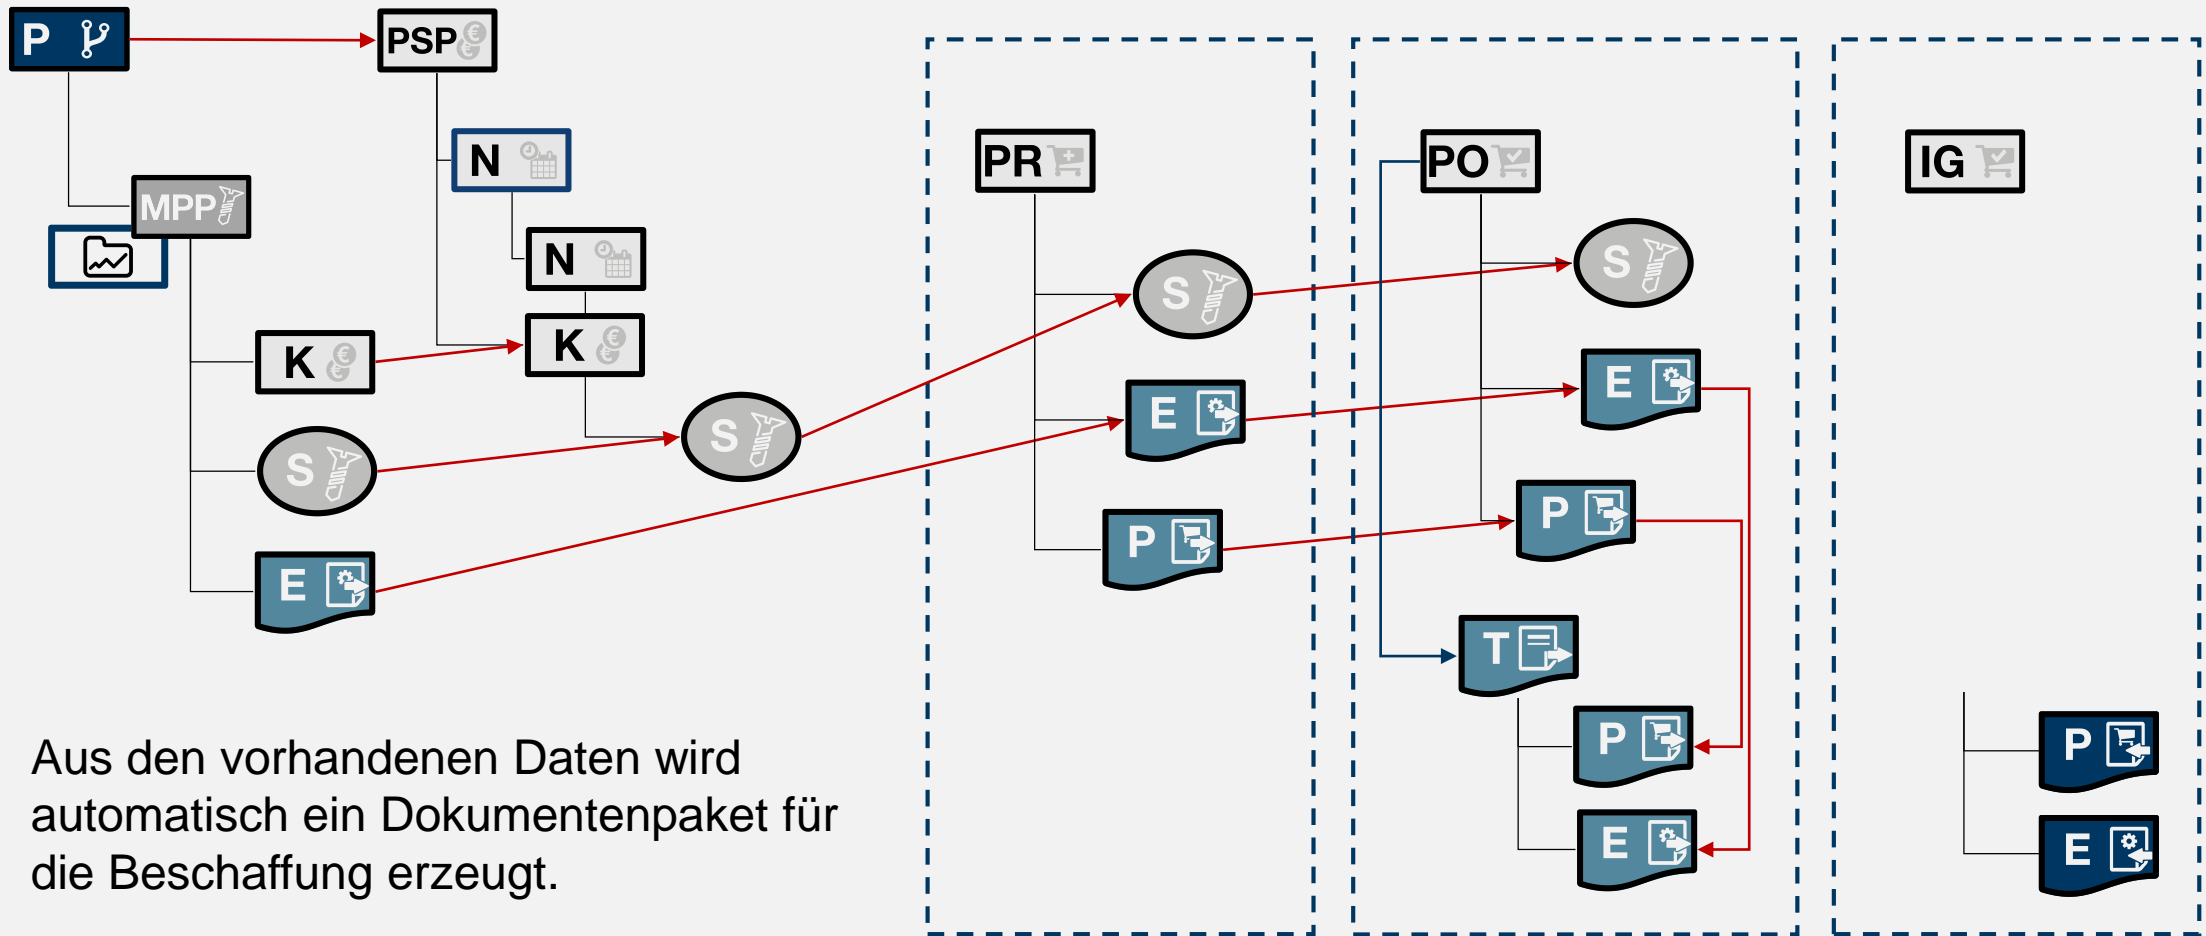 P
PSP
PR
PO
IG
N
MPP
N
K
K
S
S
E
S
E
P
S
E
P
T
P
E
P
E
Aus den vorhandenen Daten wird
automatisch ein Dokumentenpaket für
die Beschaffung erzeugt.